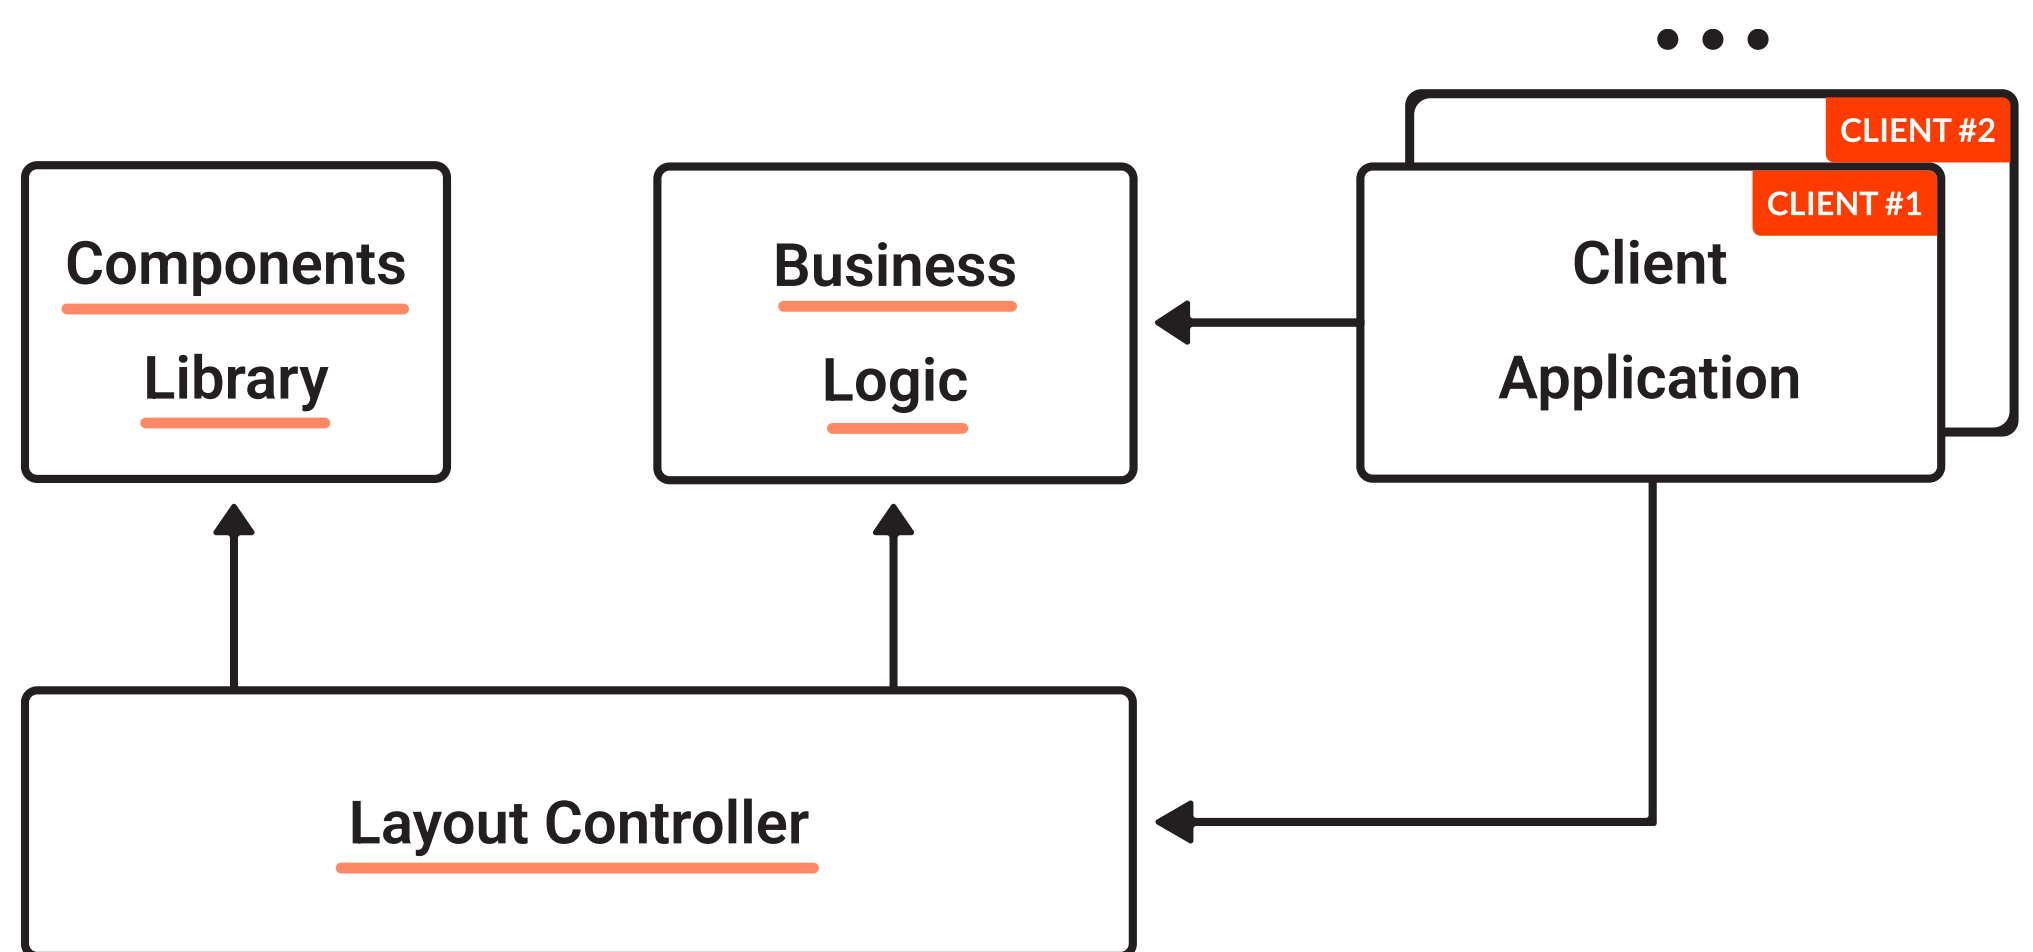 Components
Library
Business
Logic
CLIENT #2
CLIENT #1
Client
Application
Layout Controller